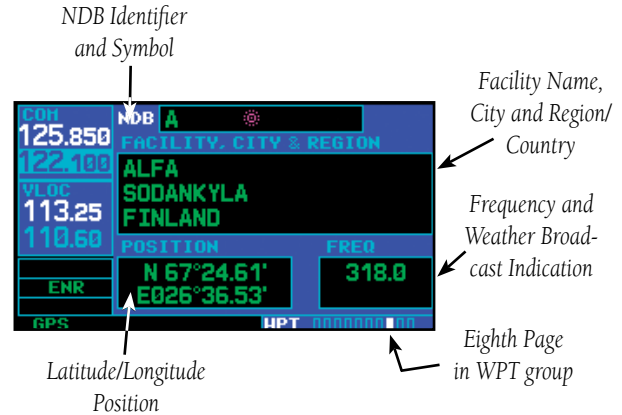 NDB Identifier
and Symbol
Facility Name,
City and Region/
Country
COM
125.850
122.100
VLOC
113.25
110.60
ENR
GPS
NDB A
FACILITY, CITY & REGION
ALFA
SODANKYLA
FINLAND
POSITION
N 67°24.61'
E026°36.53'
FREQ
318.0
WPT
Frequency and
Weather Broad-
cast Indication
Latitude/Longitude
Position
Eighth Page
in WPT group